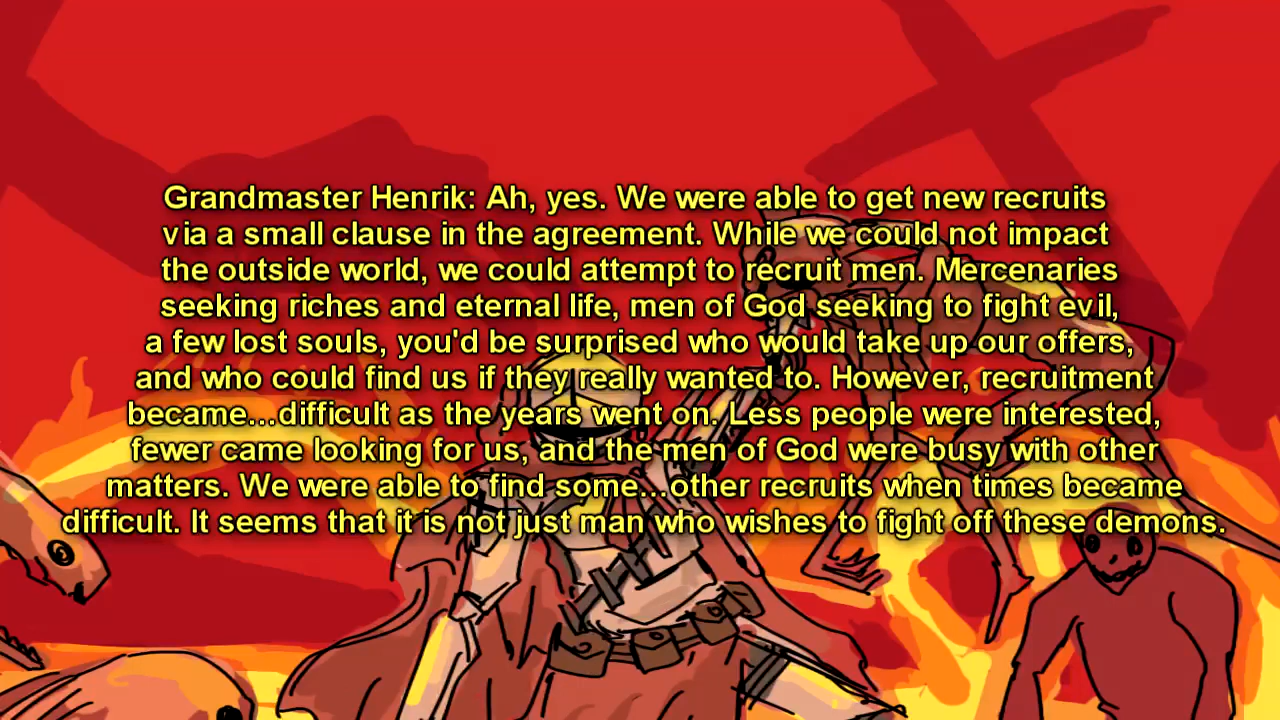 Grandmaster Henrik: Ah, yes. We were able to get new recruits
via a small clause in the agreement. While we could not impact
the outside world, we could attempt to recruit men. Mercenaries
seeking riches and eternal life, men of God seeking to fight evil,
a few lost souls, you'd be surprised who would take up our offers,
and who could find us if they really wanted to. However, recruitment
became...difficult as the years went on. Less people were interested,
fewer came looking for us, and the men of God were busy with other
matters. We were able to find some...other recruits when times became
difficult. It seems that it is not just man who wishes to fight off these demons.